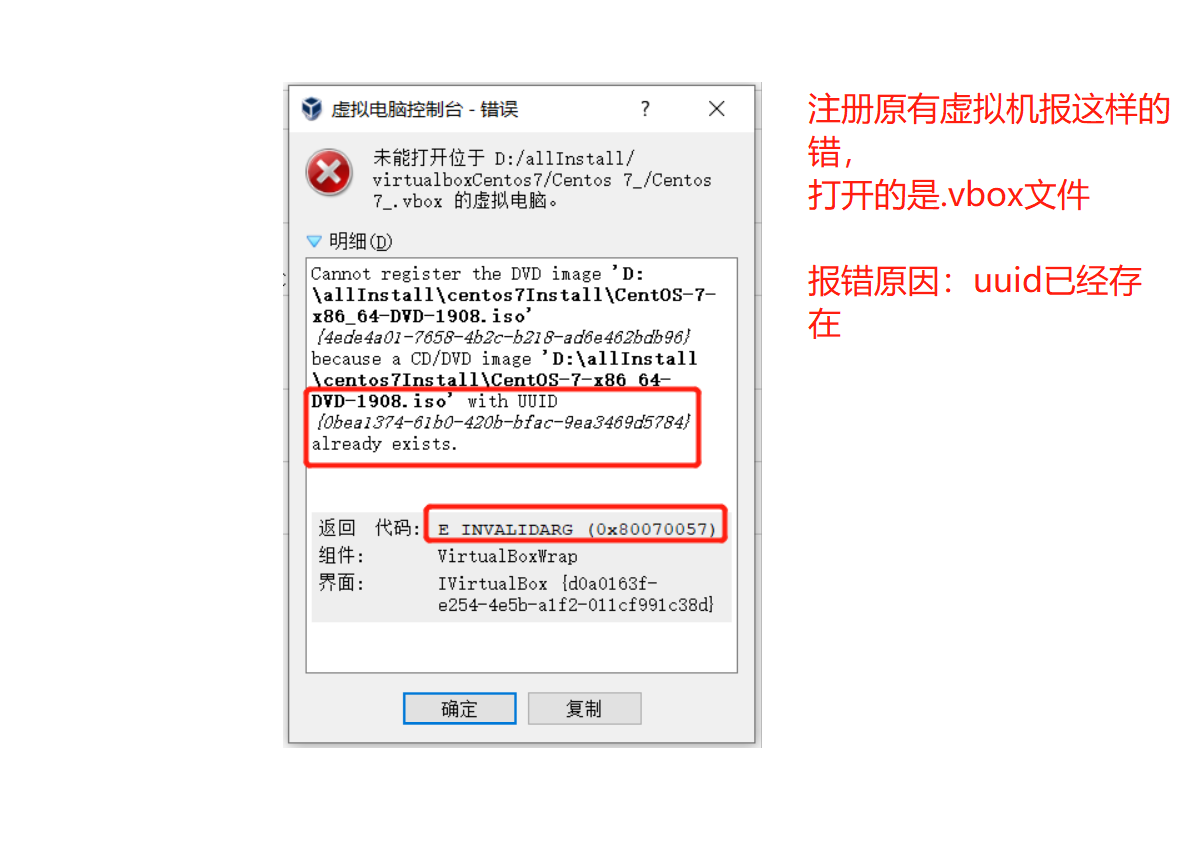 虚拟电脑控制台 - 错误
未能打开位于 D:/allInstall/
virtualboxCentos7/Centos 7_/Centos
7_.vbox 的虚拟电脑。
明细(D)
Cannot register the DVD image 'D:
\allInstall\centos7Install\CentOS-7-
x86_64-DVD-1908.iso'
{4ede4a01-7658-4b2c-b218-ad6e462bdb96}
because a CD/DVD image 'D:\allInstall
\centos7Install\CentOS-7-x86_64-
DVD-1908.iso' with UUID
{0bea1374-61b0-420b-bfac-9ea3469d5784}
already exists.
返回 代码: E_INVALIDARG (0x80070057)
组件: VirtualBoxWrap
界面: IVirtualBox {d0a0163f-
e254-4e5b-a1f2-011cf991c38d}
确定 复制
注册原有虚拟机报这样的
错，
打开的是.vbox文件
报错原因：uuid已经存
在